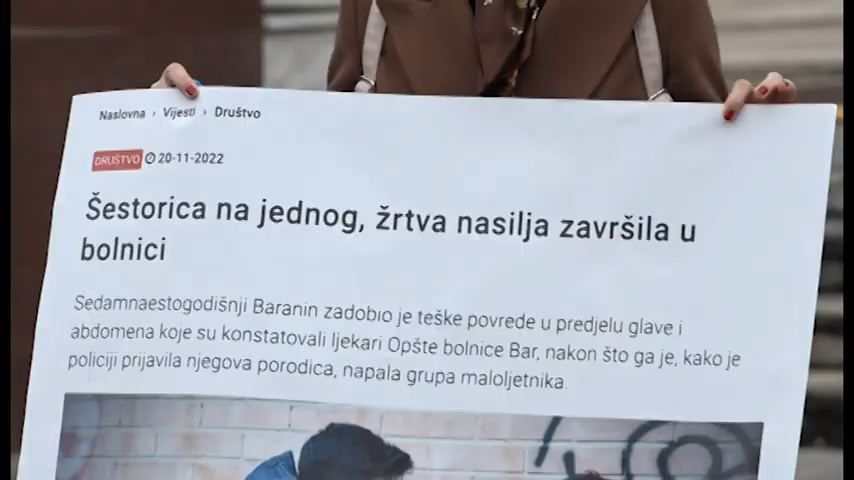 Naslovna › Vijesti › Društvo
DRUŠTVO 20-11-2022
Šestorica na jednog, žrtva nasilja završila u
bolnici
Sedamnaestogodišnji Baranin zadobio je teške povrede u predjelu glave i
abdomena koje su konstatovali ljekari Opšte bolnice Bar, nakon što ga je, kako je
policiji prijavila njegova porodica, napala grupa maloljetnika.